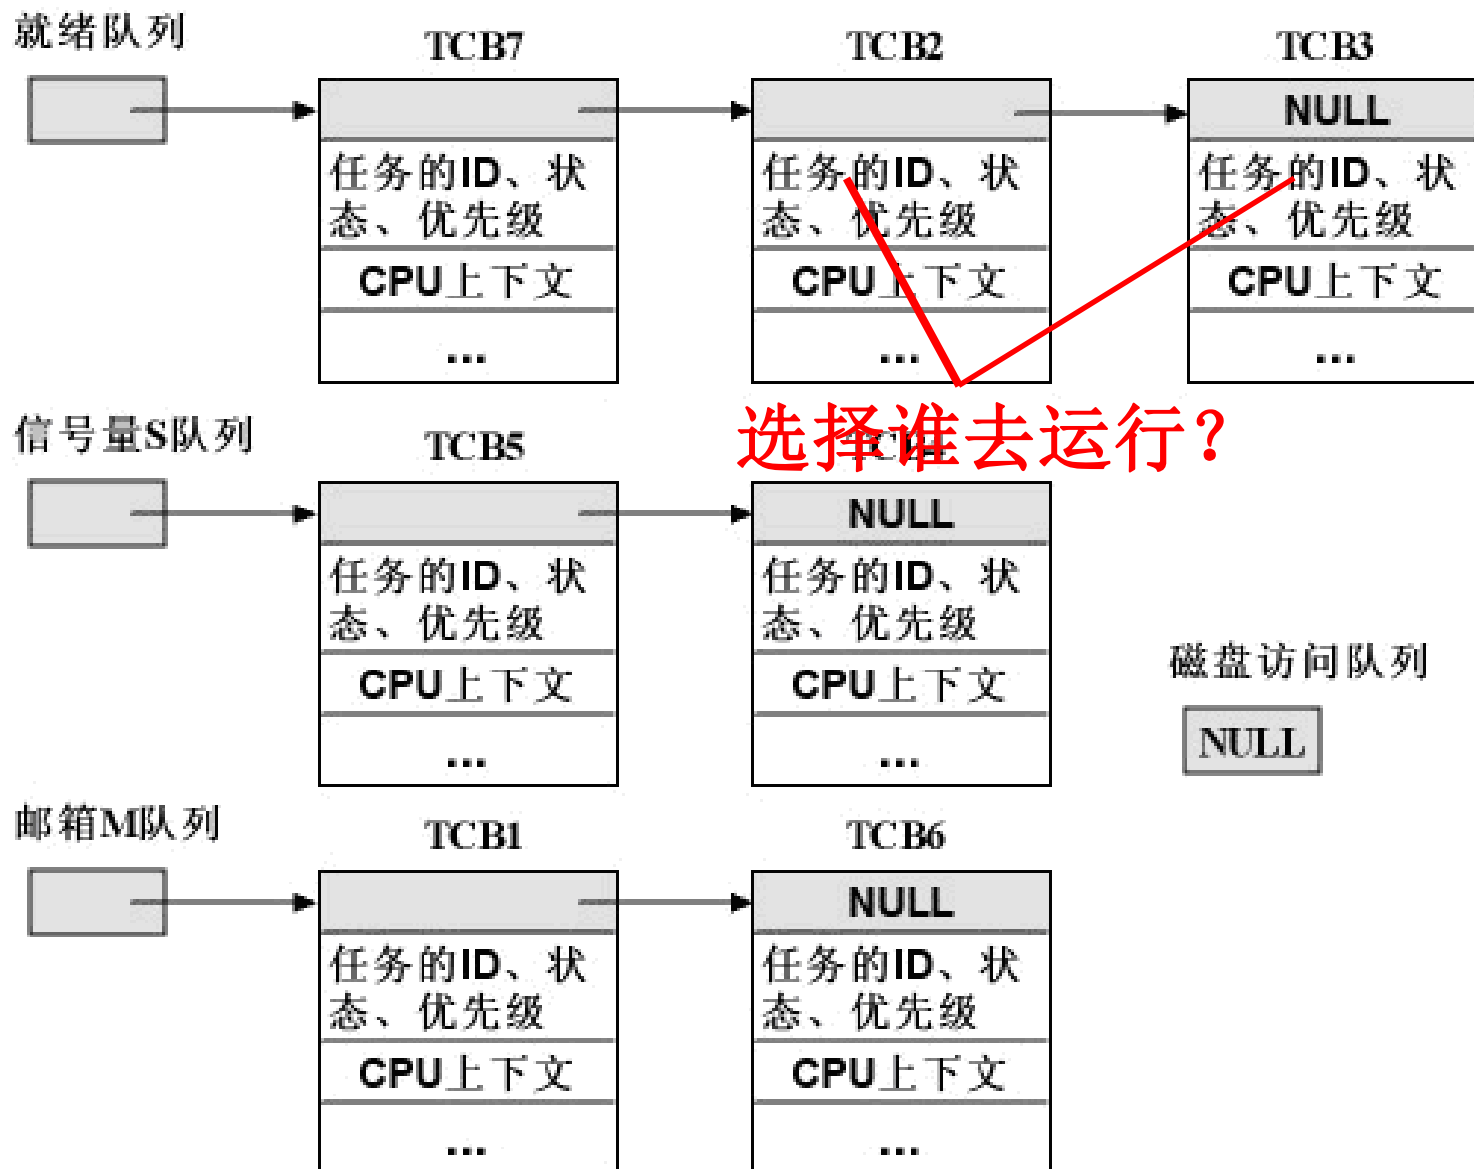 就绪队列
TCB7
TCB2
TCB3
NULL
任务的ID、状
态、优先级
CPU上下文
...
任务的ID、状
态、优先级
CPU上下文
...
任务的ID、状
态、优先级
CPU上下文
...
选择谁去运行?
信号量S队列
TCB5
NULL
任务的ID、状
态、优先级
CPU上下文
...
任务的ID、状
态、优先级
CPU上下文
...
磁盘访问队列
NULL
邮箱M队列
TCB1
TCB6
NULL
任务的ID、状
态、优先级
CPU上下文
...
任务的ID、状
态、优先级
CPU上下文
...